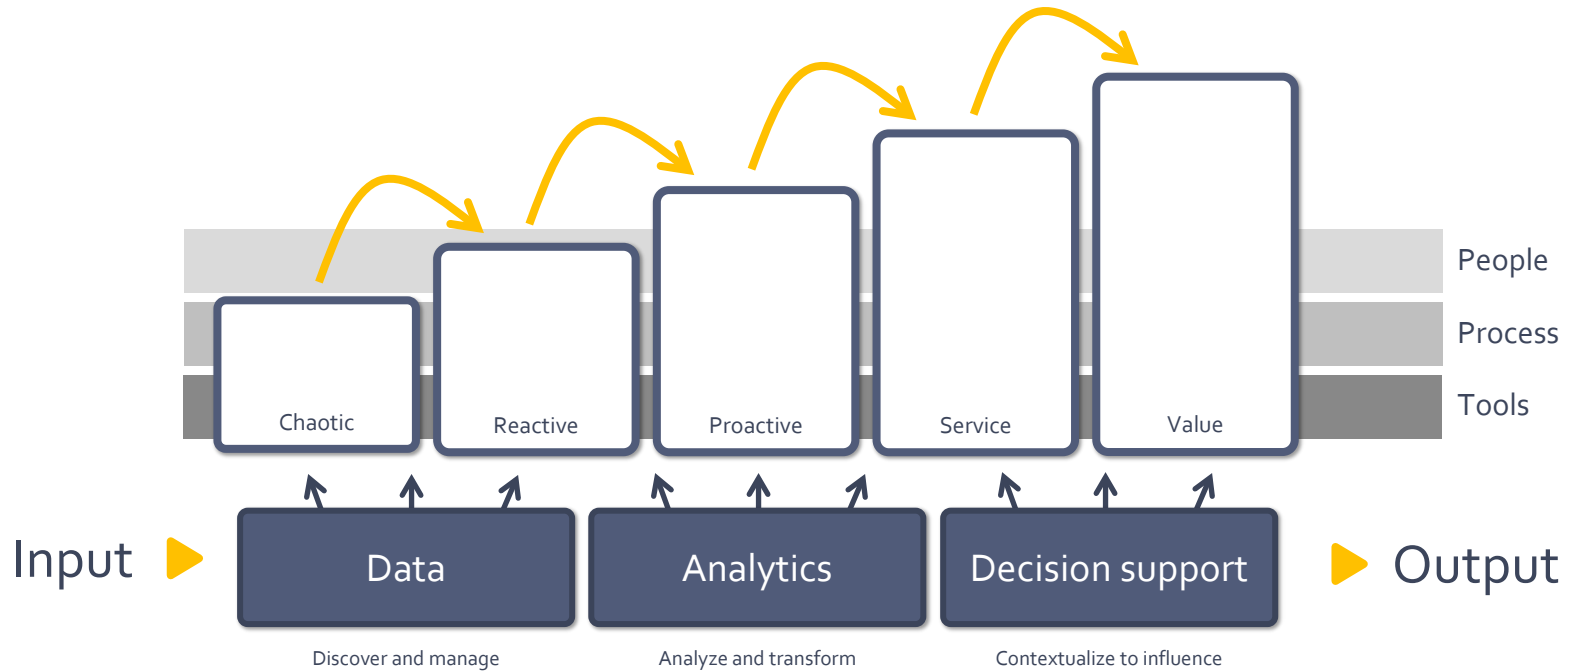 People
Process
Tools
Chaotic
Reactive
Proactive
Service
Value
Input
Data
Analytics
Decision support
Output
Discover and manage
Analyze and transform
Contextualize to influence